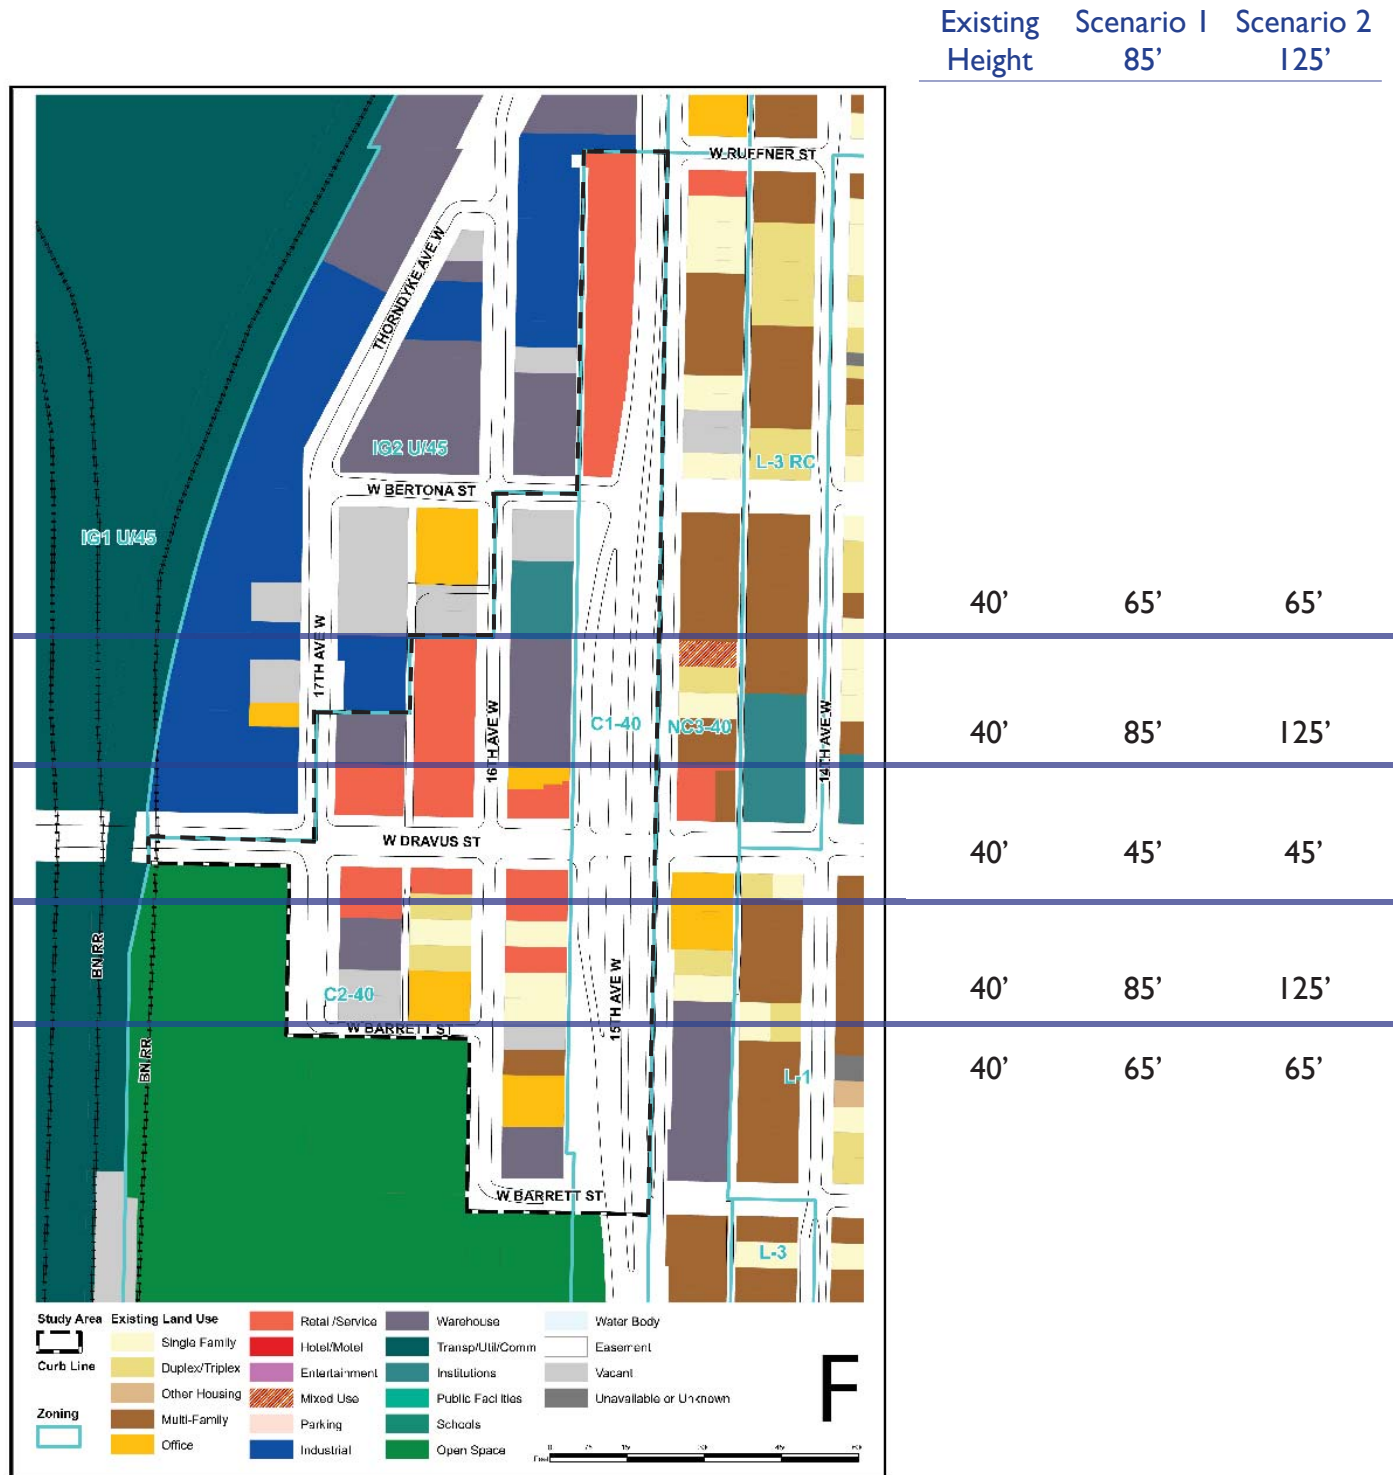 Existing Scenario 1 Scenario 2
Height 85’ 125’
W RUFFNER ST
THORNDYKE AVE W
IG2 U/45
L-3 RC
W BERTONA ST
IG1 U/45
40’ 65’ 65’
17TH AVE W
16TH AVE W
C1-40
NC3-40
14TH AVE W
40’ 85’ 125’
W DRAVUS ST
40’ 45’ 45’
BN RR
C2-40
15TH AVE W
40’ 85’ 125’
W BARRETT ST
BN RR
L-1
40’ 65’ 65’
W BARRETT ST
L-3
Study Area
Curb Line
Zoning
Existing Land Use
Single Family
Duplex/Triplex
Other Housing
Multi-Family
Office
Retail/Service
Hotel/Motel
Entertainment
Mixed Use
Parking
Industrial
Warehouse
Transp/Util/Comm
Institutions
Public Facilities
Schools
Open Space
Water Body
Easement
Vacant
Unavailable or Unknown
F
Feet